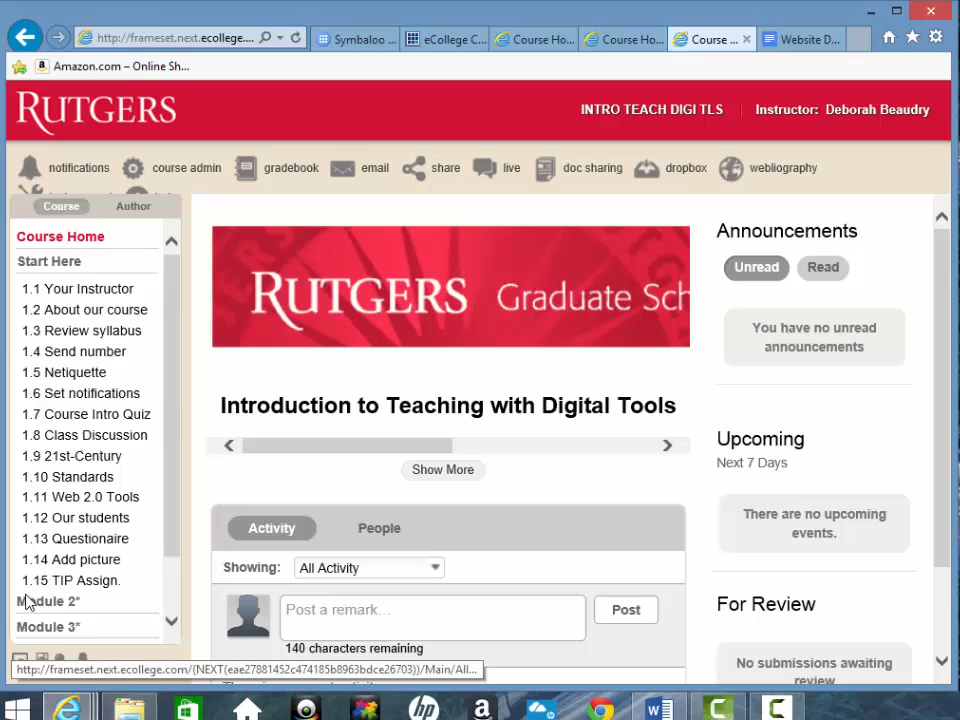 http://frameset.next.ecollege....
Symbaloo ...
eCollege C...
Course Ho...
Course Ho...
Course ...
Website D...
Amazon.com – Online Sh...
RUTGERS
INTRO TEACH DIGI TLS
Instructor: Deborah Beaudry
notifications
course admin
gradebook
email
share
live
doc sharing
dropbox
webliography
Course
Author
Course Home
Start Here
1.1 Your Instructor
1.2 About our course
1.3 Review syllabus
1.4 Send number
1.5 Netiquette
1.6 Set notifications
1.7 Course Intro Quiz
1.8 Class Discussion
1.9 21st-Century
1.10 Standards
1.11 Web 2.0 Tools
1.12 Our students
1.13 Questionaire
1.14 Add picture
1.15 TIP Assign.
Module 2*
Module 3*
http://frameset.next.ecollege.com/(NEXT(eae27881452c474185b8963bdce26703))/Main/All...
RUTGERS Graduate Sch
Introduction to Teaching with Digital Tools
Show More
Activity
People
Showing:
All Activity
Post a remark...
Post
140 characters remaining
Announcements
Unread
Read
You have no unread
announcements
Upcoming
Next 7 Days
There are no upcoming
events.
For Review
No submissions awaiting
review
hp
a
W